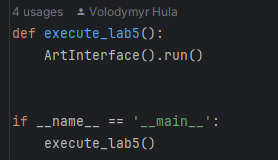 4 usages   Volodymyr Hula
def execute_lab5():
    ArtInterface().run()
if __name__ == '__main__':
    execute_lab5()